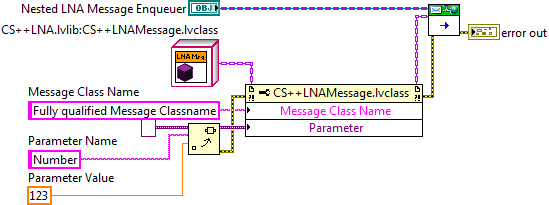 Nested LNA Message Enqueuer
OBJ
CS++LNA.lvlib:CS++LNAMessage.lvclass
error out
LNA Msg
Message Class Name
CS++LNAMessage.lvclass
Fully qualified Message Classname
Message Class Name
Parameter
Parameter Name
Number
Parameter Value
123